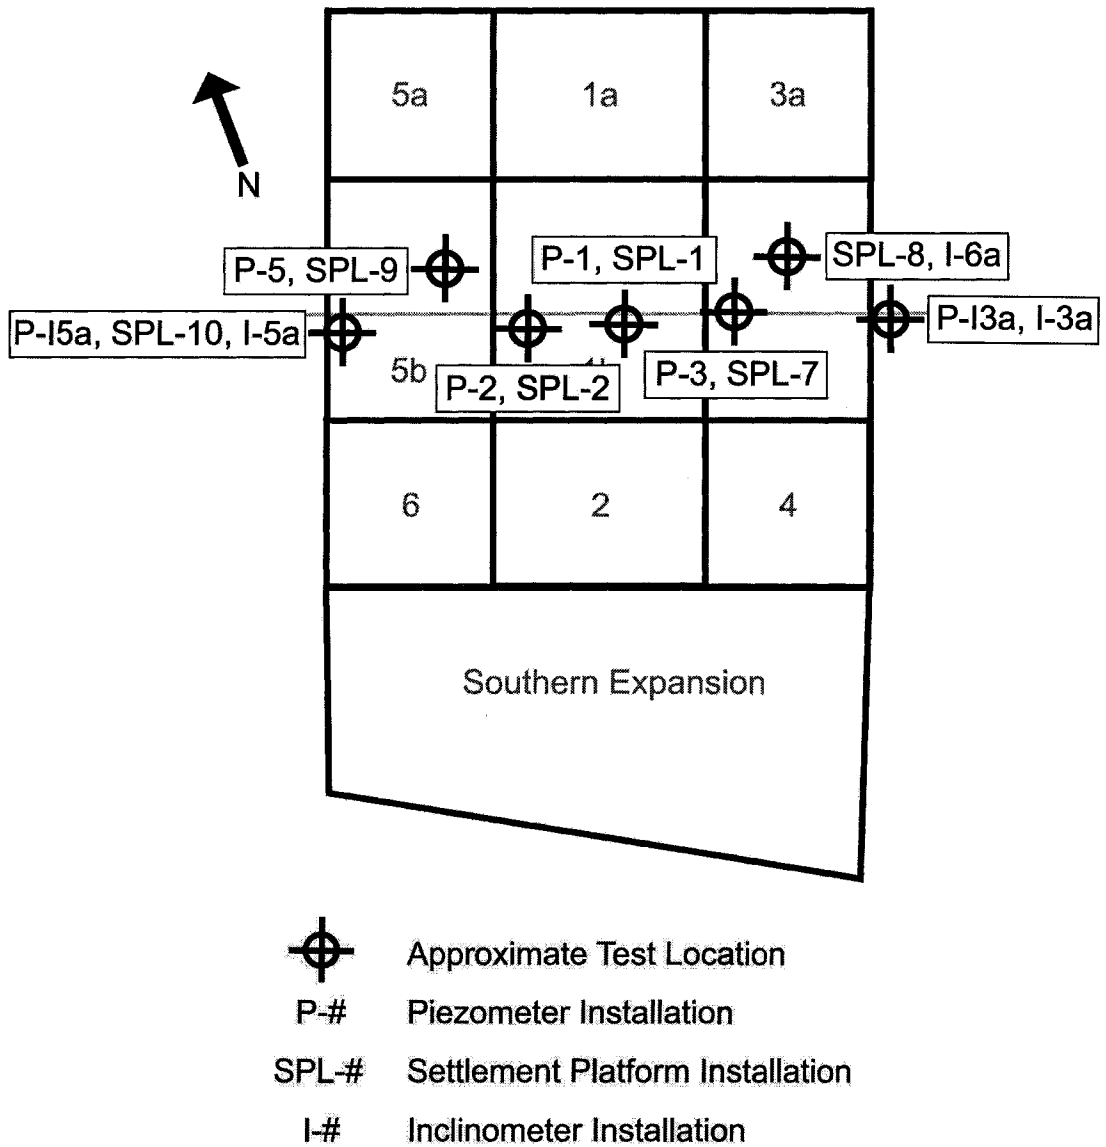 5a
1a
3a
N
P-5, SPL-9
P-1, SPL-1
SPL-8, I-6a
P-I5a, SPL-10, I-5a
P-I3a, I-3a
5b
P-2, SPL-2
P-3, SPL-7
6
2
4
Southern Expansion
Approximate Test Location
P-# Piezometer Installation
SPL-# Settlement Platform Installation
I-# Inclinometer Installation